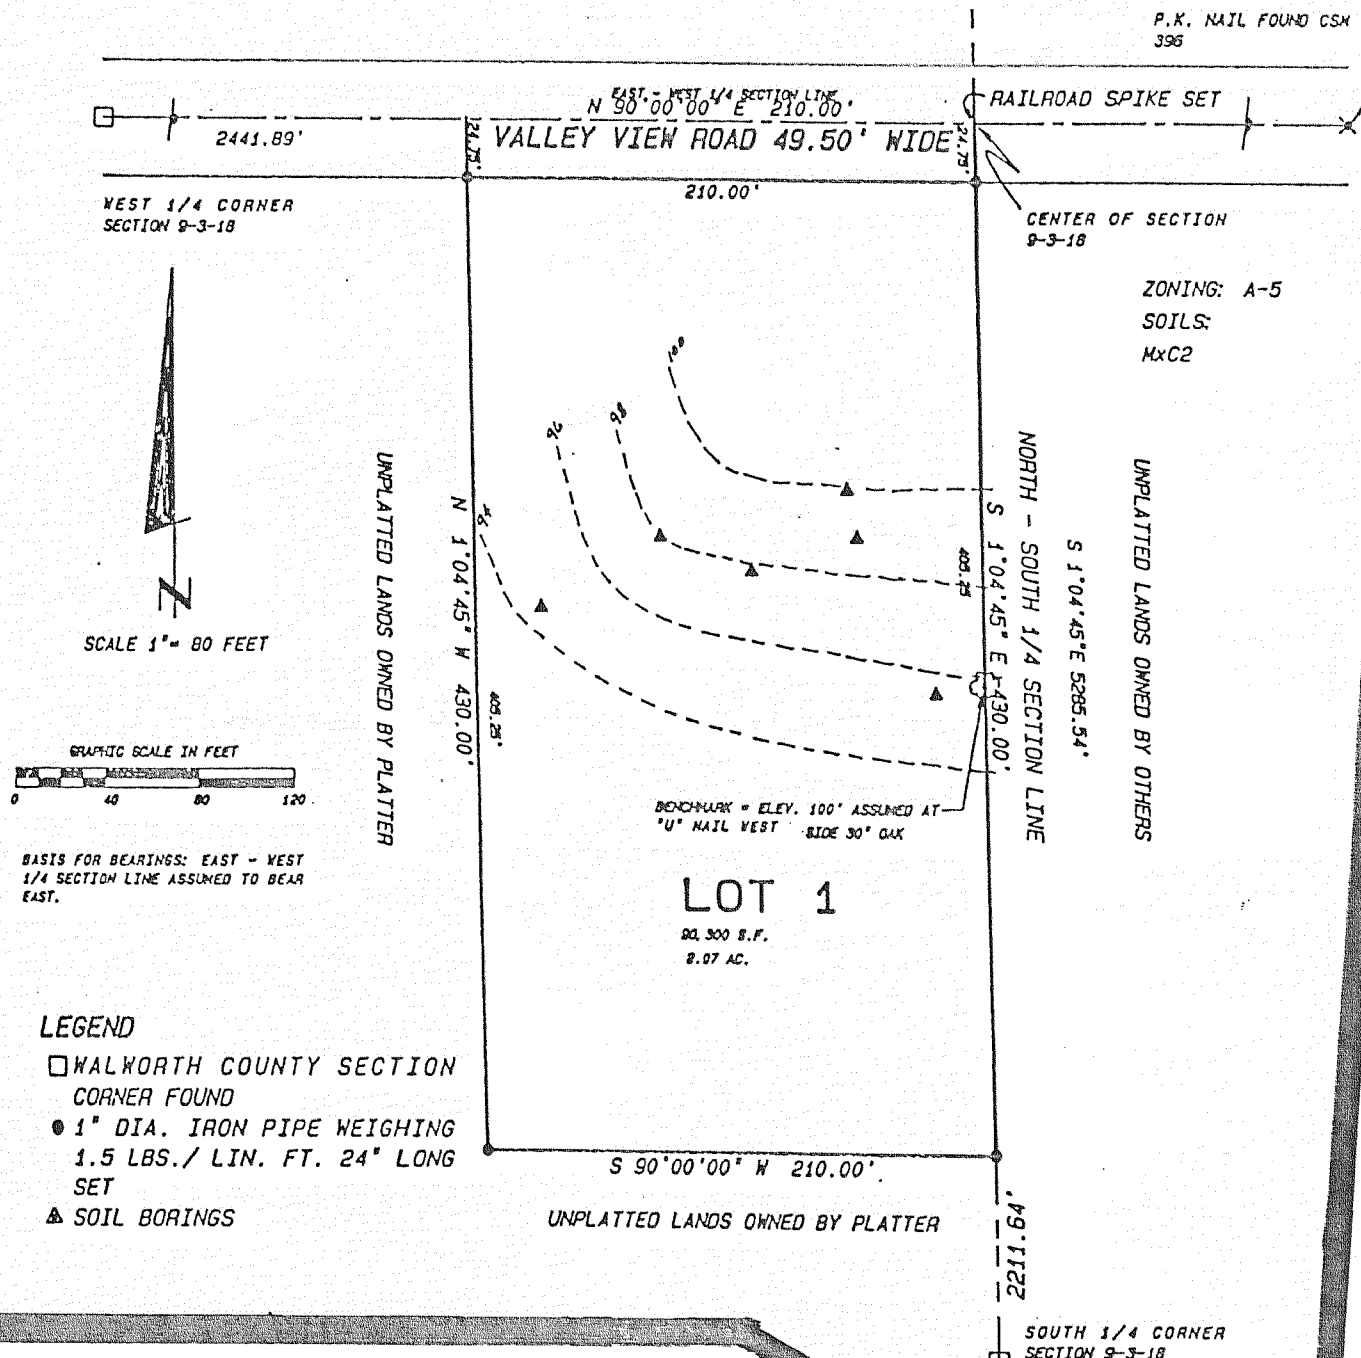 P.K. NAIL FOUND CSM
396
EAST - WEST 1/4 SECTION LINE
N 90°00'00" E 210.00'
RAILROAD SPIKE SET
2441.89'
24.75'
VALLEY VIEW ROAD 49.50' WIDE
24.75'
210.00'
WEST 1/4 CORNER
SECTION 9-3-18
CENTER OF SECTION
9-3-18
ZONING: A-5
SOILS:
MxC2
100
98
96
94
N
SCALE 1"= 80 FEET
UNPLATTED LANDS OWNED BY PLATTER
N 1°04'45" W 430.00'
405.25'
405.25
S 1°04'45" E 430.00'
NORTH - SOUTH 1/4 SECTION LINE
S 1°04'45"E 5285.54'
UNPLATTED LANDS OWNED BY OTHERS
GRAPHIC SCALE IN FEET
0 40 80 120
BASIS FOR BEARINGS: EAST - WEST
1/4 SECTION LINE ASSUMED TO BEAR
EAST.
BENCHMARK = ELEV. 100' ASSUMED AT
"U" NAIL WEST SIDE 30" OAK
LOT 1
90,300 S.F.
2.07 AC.
LEGEND
WALWORTH COUNTY SECTION
CORNER FOUND
1" DIA. IRON PIPE WEIGHING
1.5 LBS./ LIN. FT. 24" LONG
SET
SOIL BORINGS
S 90°00'00" W 210.00'.
UNPLATTED LANDS OWNED BY PLATTER
2211.64'
SOUTH 1/4 CORNER
SECTION 9-3-18